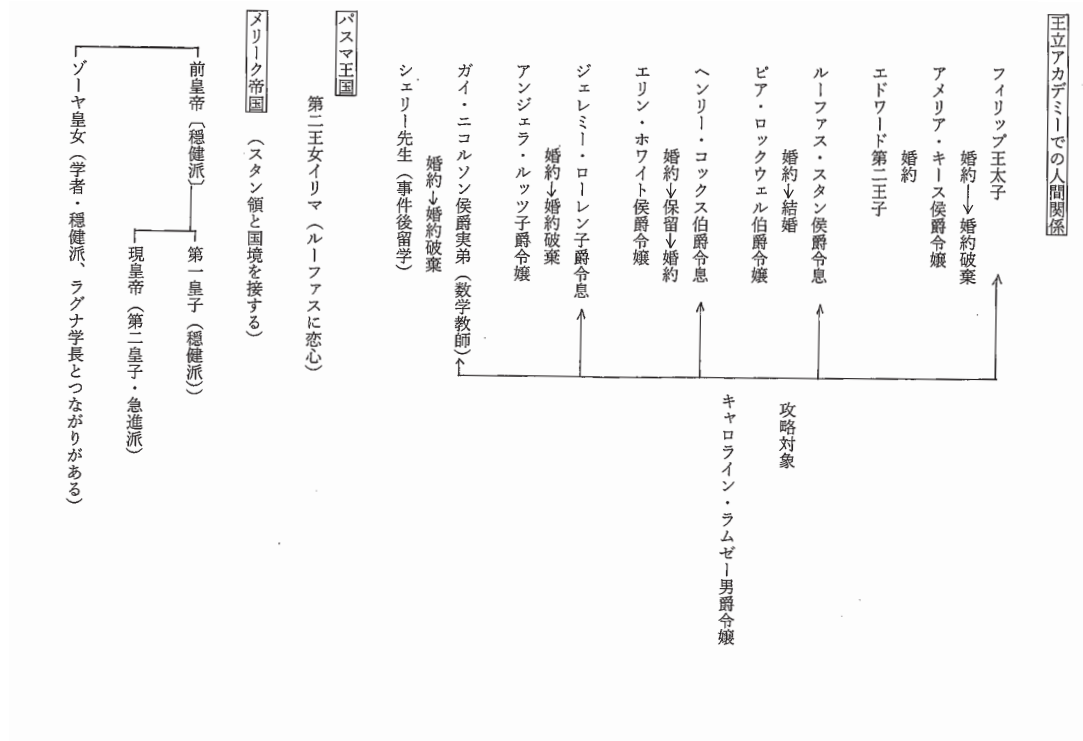 王立アカデミーでの人間関係
フィリップ王太子
婚約→婚約破棄
アメリア・キース侯爵令嬢
婚約
エドワード第二王子
ルーファス・スタン侯爵令息
婚約→結婚
ピア・ロックウェル伯爵令嬢
ヘンリー・コックス伯爵令息
婚約→保留→婚約
エリン・ホワイト侯爵令嬢
ジェレミー・ローレン子爵令息
婚約→婚約破棄
アンジェラ・ルッツ子爵令嬢
ガイ・ニコルソン侯爵実弟（数学教師）
婚約→婚約破棄
シェリー先生（事件後留学）
攻略対象
キャロライン・ラムゼー男爵令嬢
パスマ王国
第二王女イリマ（ルーファスに恋心）
メリーク帝国
（スタン領と国境を接する）
前皇帝〔穏健派〕
第一皇子（穏健派））
現皇帝（第二皇子・急進派）
ゾーヤ皇女（学者・穏健派、ラグナ学長とつながりがある）